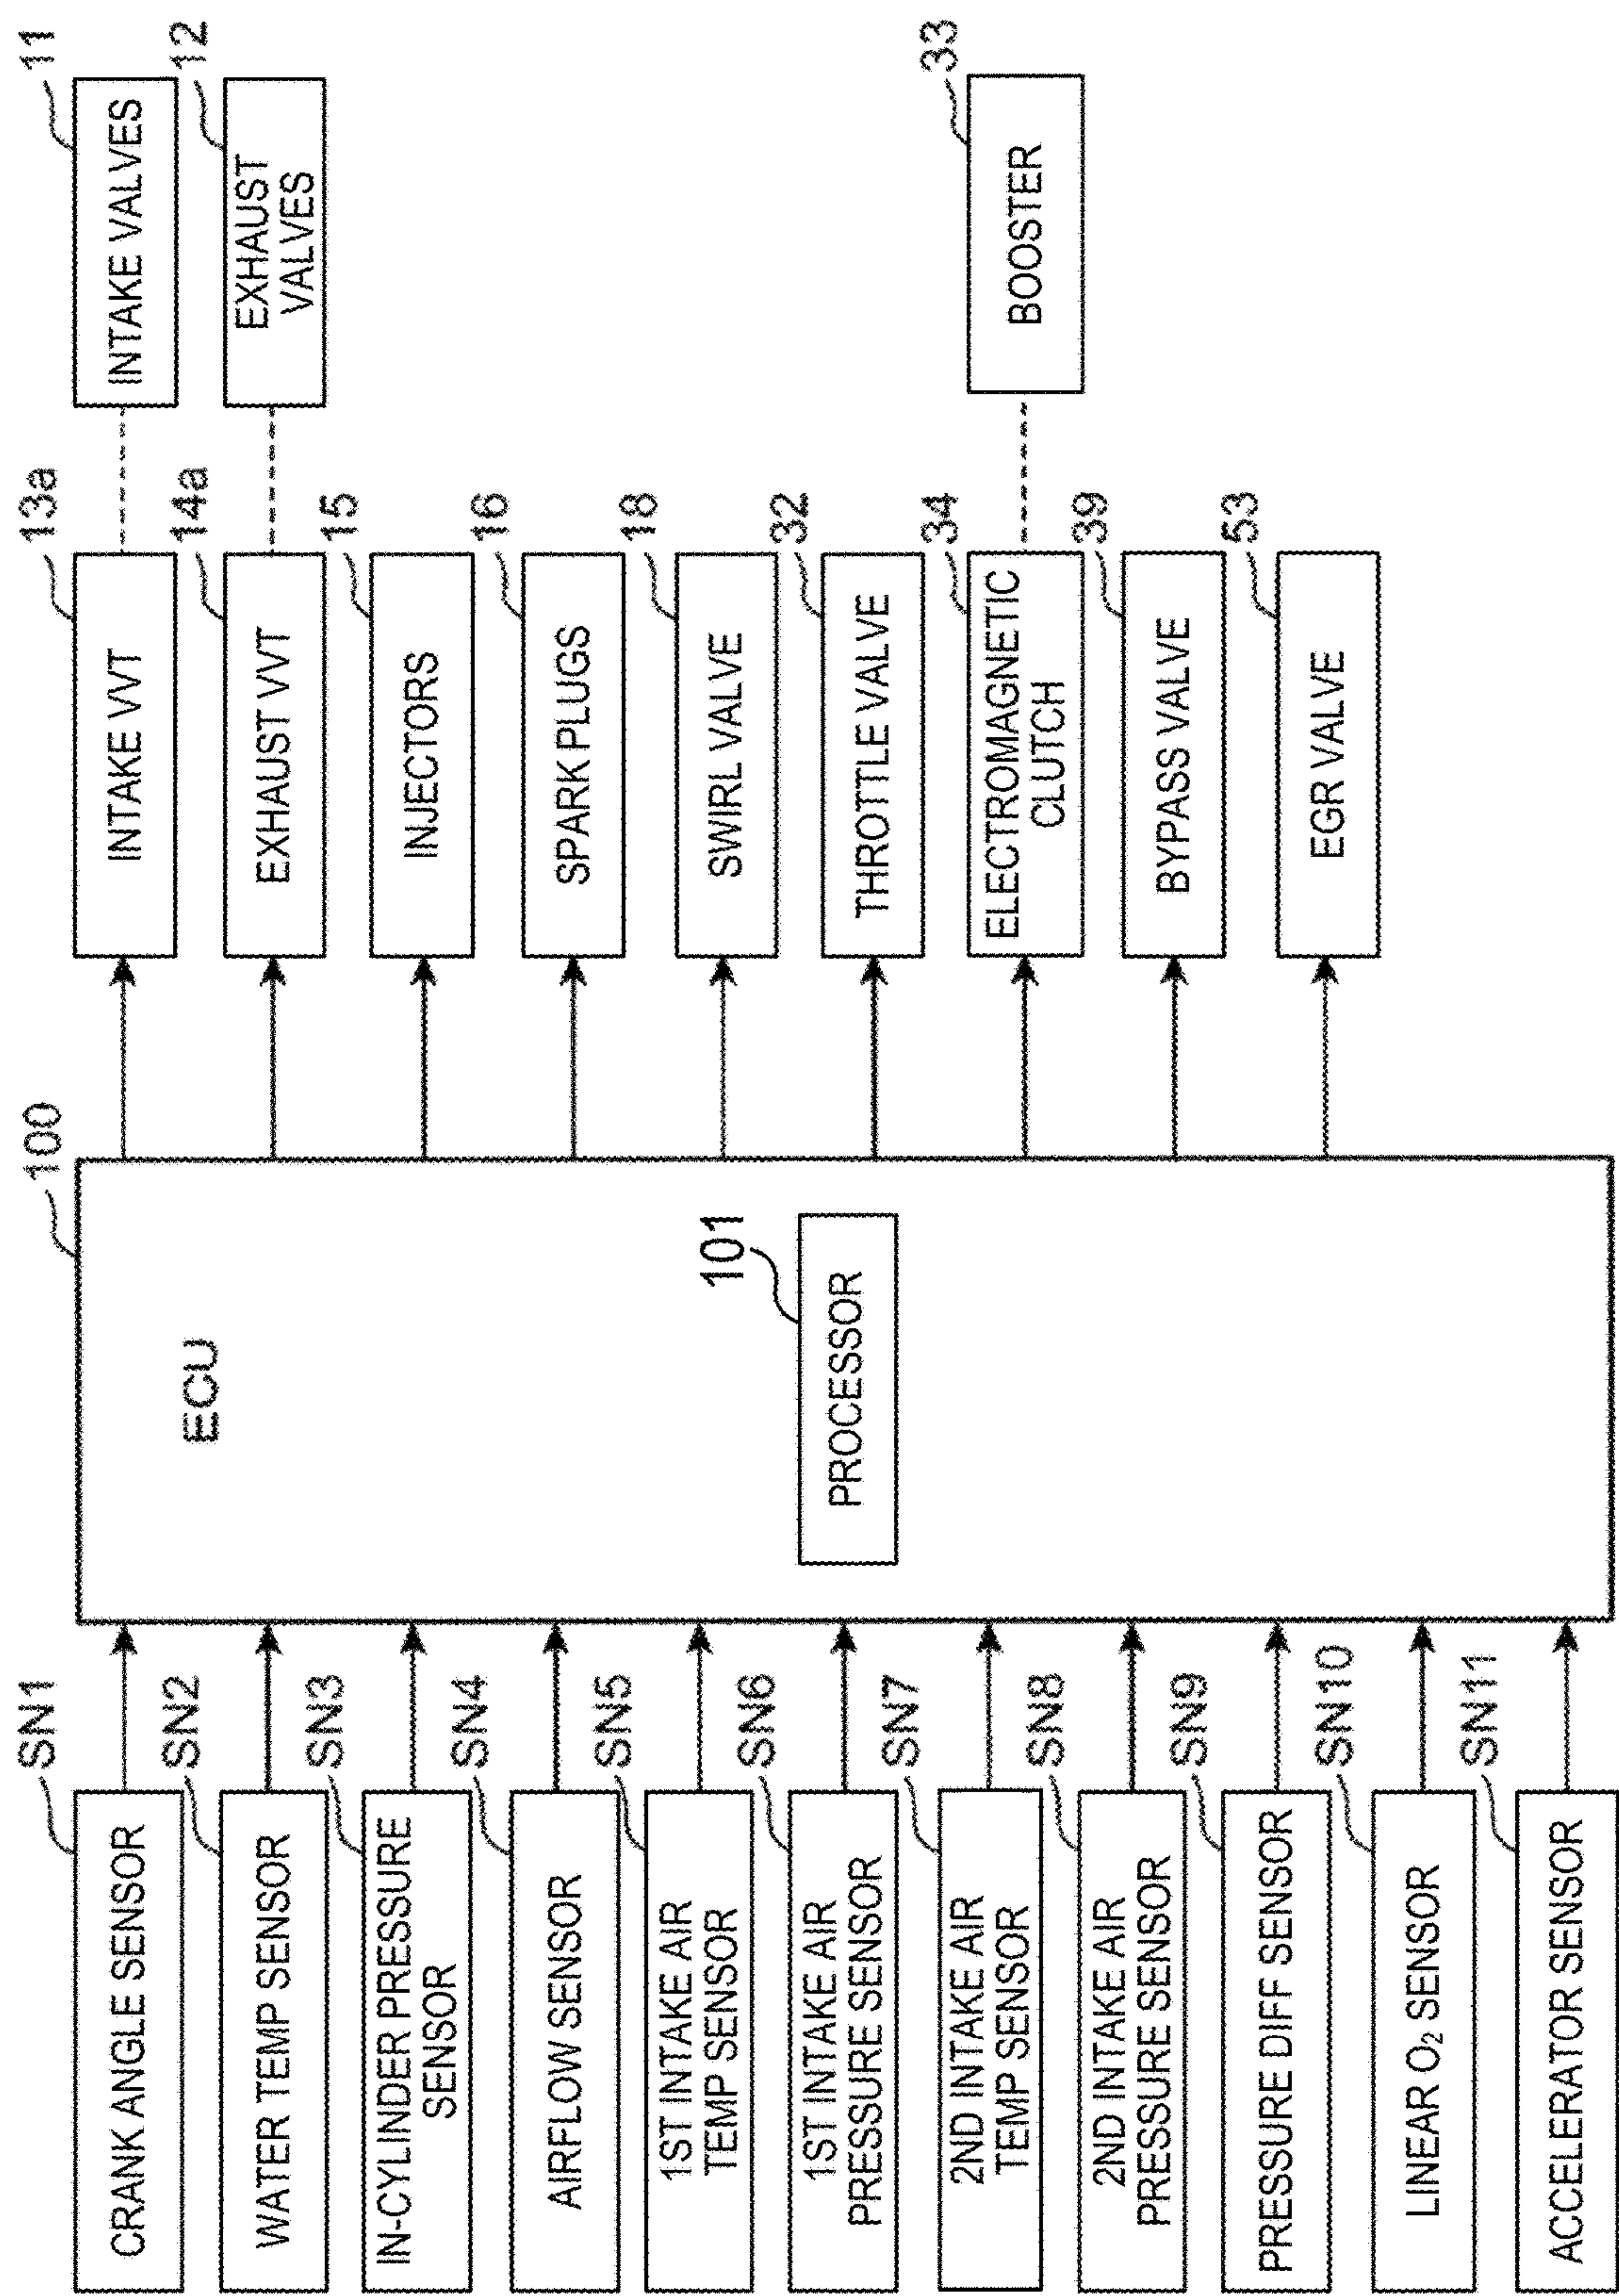 SN1
CRANK ANGLE SENSOR
SN2
WATER TEMP SENSOR
SN3
IN-CYLINDER PRESSURE
SENSOR
SN4
AIRFLOW SENSOR
SN5
1ST INTAKE AIR
TEMP SENSOR
SN6
1ST INTAKE AIR
PRESSURE SENSOR
SN7
2ND INTAKE AIR
TEMP SENSOR
SN8
2ND INTAKE AIR
PRESSURE SENSOR
SN9
PRESSURE DIFF SENSOR
SN10
LINEAR O₂ SENSOR
SN11
ACCELERATOR SENSOR
100
ECU
101
PROCESSOR
13a
INTAKE VVT
14a
EXHAUST VVT
15
INJECTORS
16
SPARK PLUGS
18
SWIRL VALVE
32
THROTTLE VALVE
34
ELECTROMAGNETIC
CLUTCH
39
BYPASS VALVE
53
EGR VALVE
11
INTAKE VALVES
12
EXHAUST
VALVES
33
BOOSTER